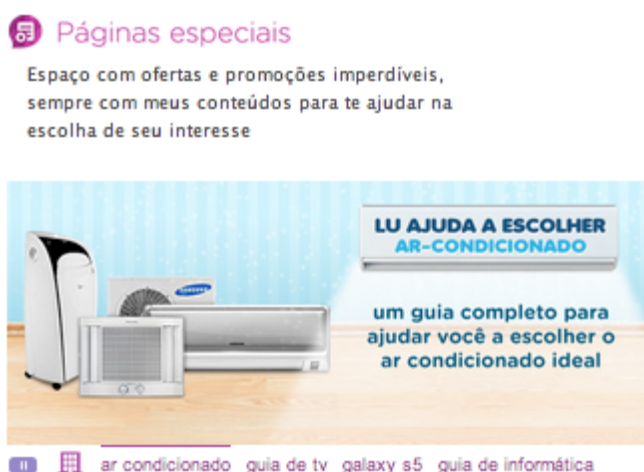 Páginas especiais
Espaço com ofertas e promoções imperdíveis,
sempre com meus conteúdos para te ajudar na
escolha de seu interesse
LU AJUDA A ESCOLHER
AR-CONDICIONADO
SAMSUNG
um guia completo para
ajudar você a escolher o
ar condicionado ideal
ar condicionado guia de tv galaxy s5 guia de informática